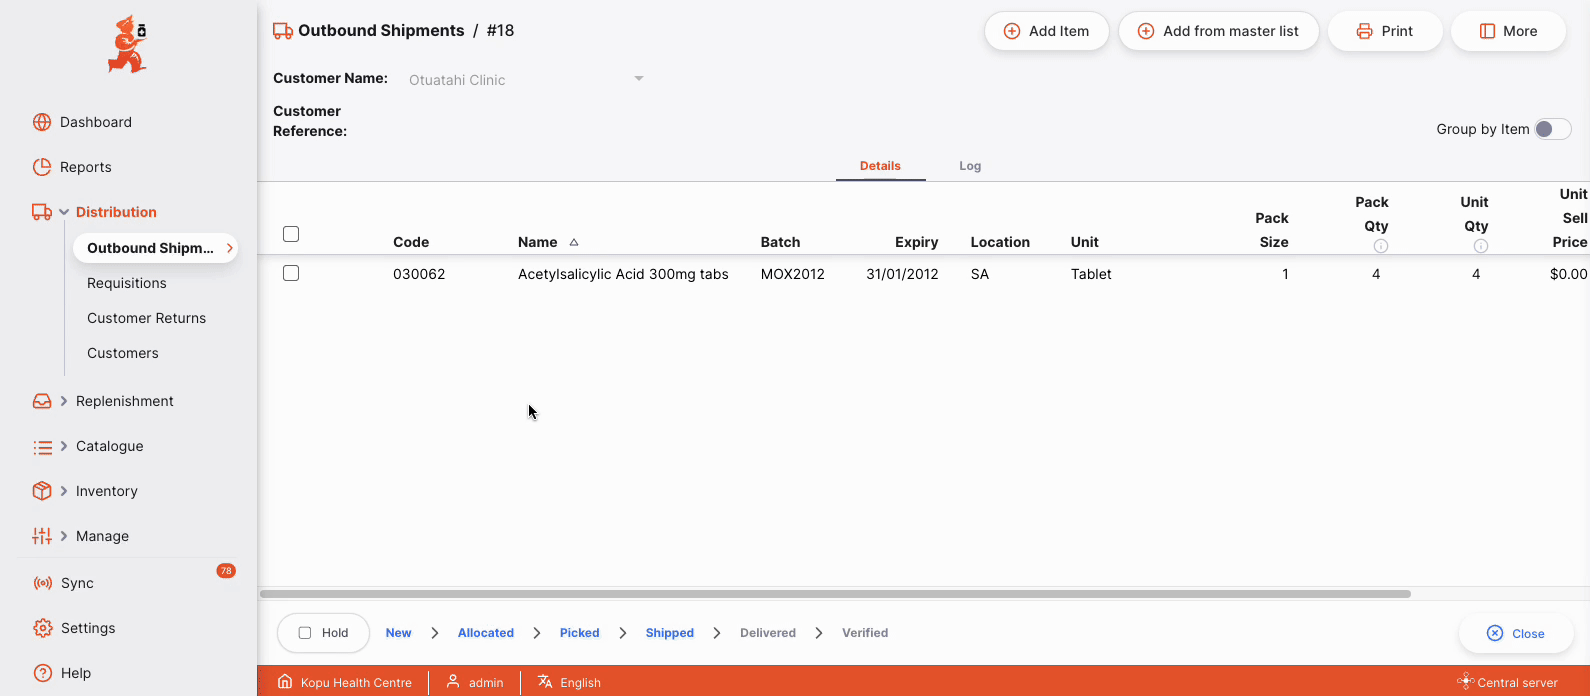 Outbound Shipments / #18
Add Item
Add from master list
Print
More
Customer Name: Otuatahi Clinic
Customer
Reference:
Group by Item
Details
Log
Dashboard
Reports
Distribution
Outbound Shipm...
Requisitions
Customer Returns
Customers
Replenishment
Catalogue
Inventory
Manage
78
Sync
Settings
Help
Code
Name
Batch
Expiry
Location
Unit
Pack
Size
Pack
Qty
Unit
Qty
Unit
Sell
Price
030062 Acetylsalicylic Acid 300mg tabs MOX2012 31/01/2012 SA Tablet 1 4 4 $0.00
Hold
New > Allocated > Picked > Shipped > Delivered > Verified
Close
Kopu Health Centre
admin
English
Central server